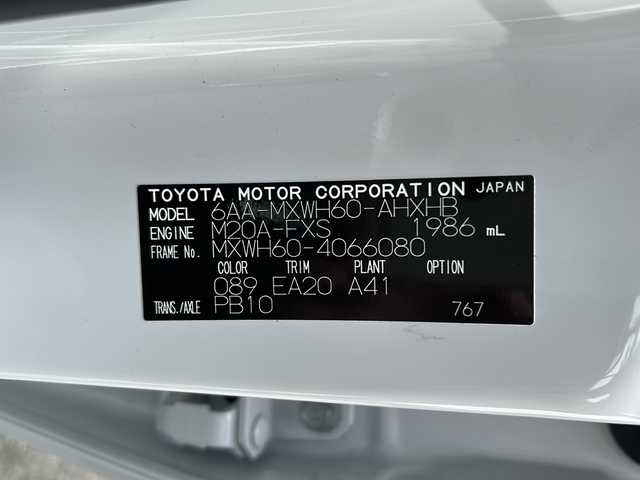 TOYOTA MOTOR CORPORATION JAPAN
MODEL 6AA-MXWH60-AHXHB
ENGINE M20A-FXS 1986 mL
FRAME No. MXWH60-4066080
COLOR TRIM PLANT OPTION
089 EA20 A41
TRANS./AXLE PB10 767